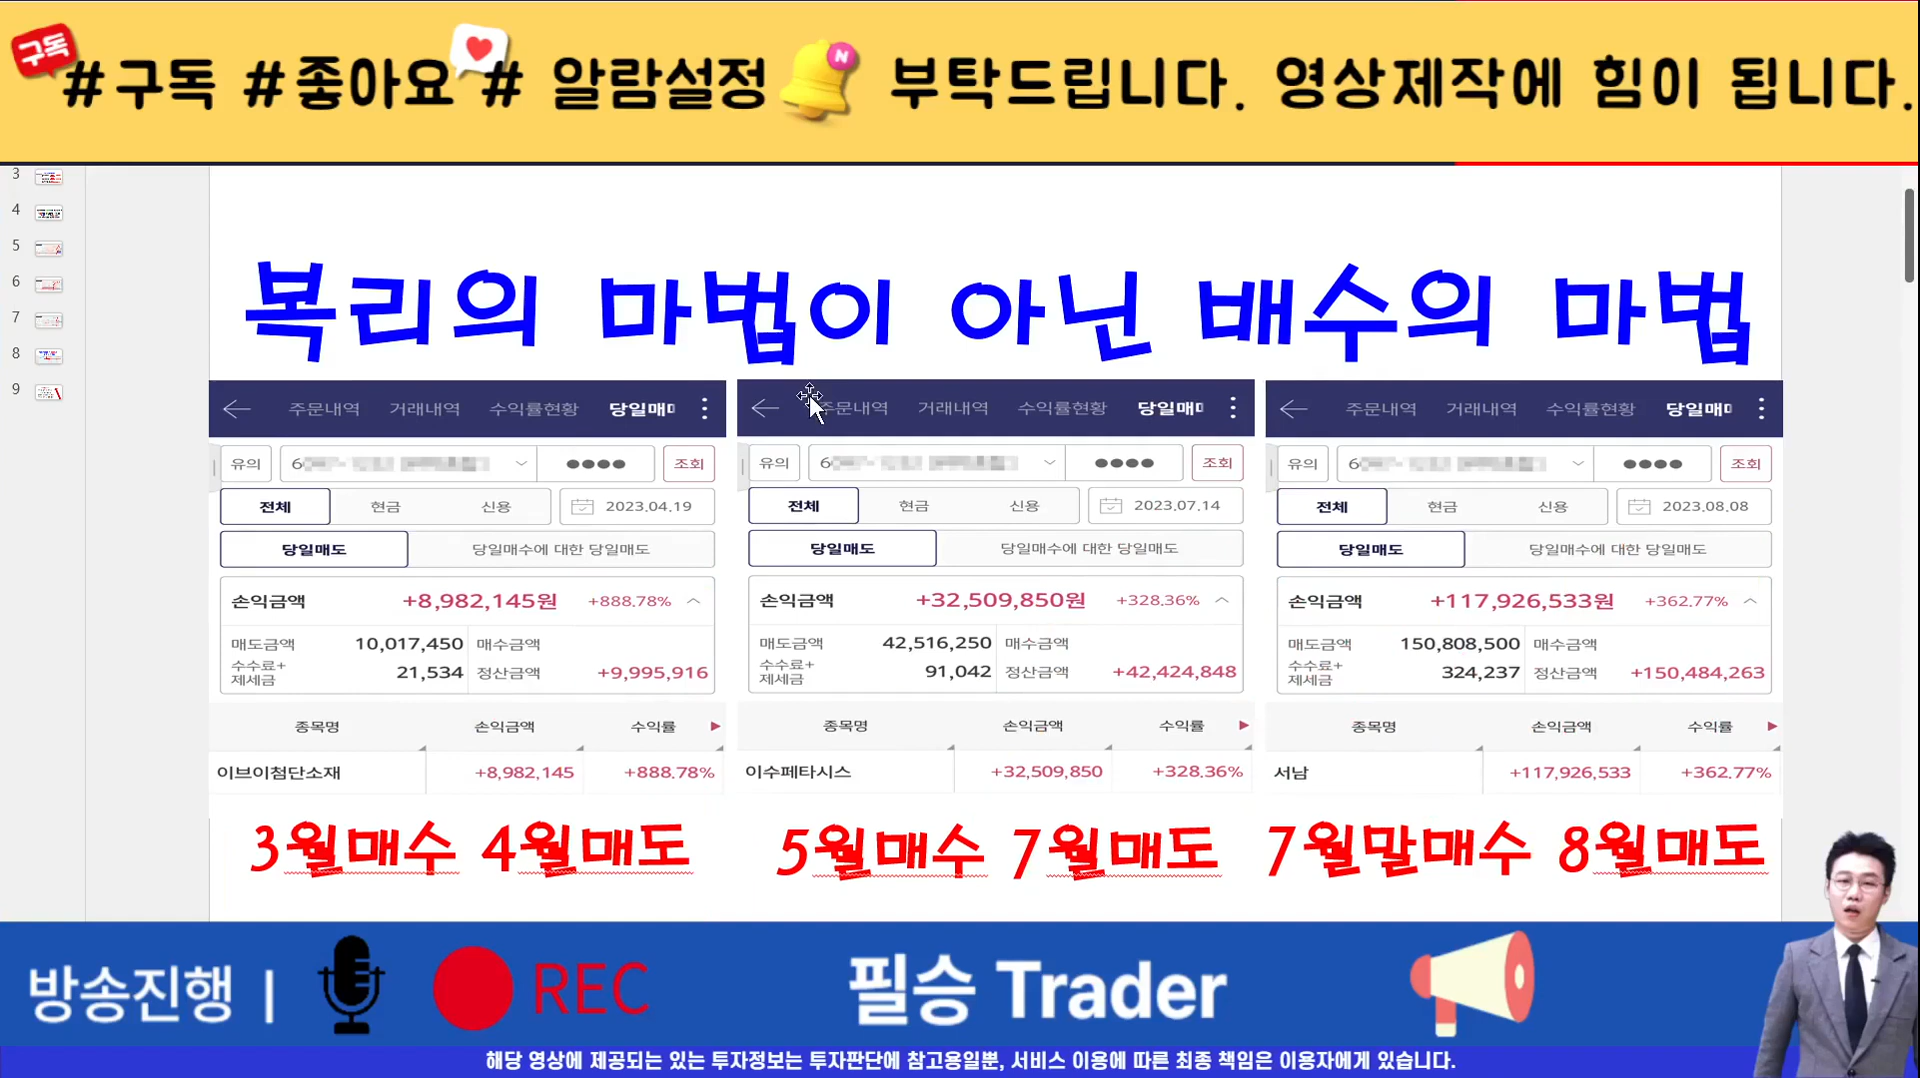 구독 #구독 #좋아요 # 알람설정 N 부탁드립니다. 영상제작에 힘이 됩니다.
3
4
5
6
7
8
9
복리의 마법이 아닌 배수의 마법
주문내역 거래내역 수익률현황 당일매매
유의 6 ●●●● 조회
전체 현금 신용 2023.04.19
당일매도 당일매수에 대한 당일매도
손익금액 +8,982,145원 +888.78%
매도금액 10,017,450 매수금액
수수료+
제세금 21,534 정산금액 +9,995,916
종목명 손익금액 수익률
이브이첨단소재 +8,982,145 +888.78%
3월매수 4월매도
주문내역 거래내역 수익률현황 당일매매
유의 6 ●●●● 조회
전체 현금 신용 2023.07.14
당일매도 당일매수에 대한 당일매도
손익금액 +32,509,850원 +328.36%
매도금액 42,516,250 매수금액
수수료+
제세금 91,042 정산금액 +42,424,848
종목명 손익금액 수익률
이수페타시스 +32,509,850 +328.36%
5월매수 7월매도
주문내역 거래내역 수익률현황 당일매매
유의 6 ●●●● 조회
전체 현금 신용 2023.08.08
당일매도 당일매수에 대한 당일매도
손익금액 +117,926,533원 +362.77%
매도금액 150,808,500 매수금액
수수료+
제세금 324,237 정산금액 +150,484,263
종목명 손익금액 수익률
서남 +117,926,533 +362.77%
7월말매수 8월매도
방송진행 | REC 필승 Trader
해당 영상에 제공되는 있는 투자정보는 투자판단에 참고용일뿐, 서비스 이용에 따른 최종 책임은 이용자에게 있습니다.